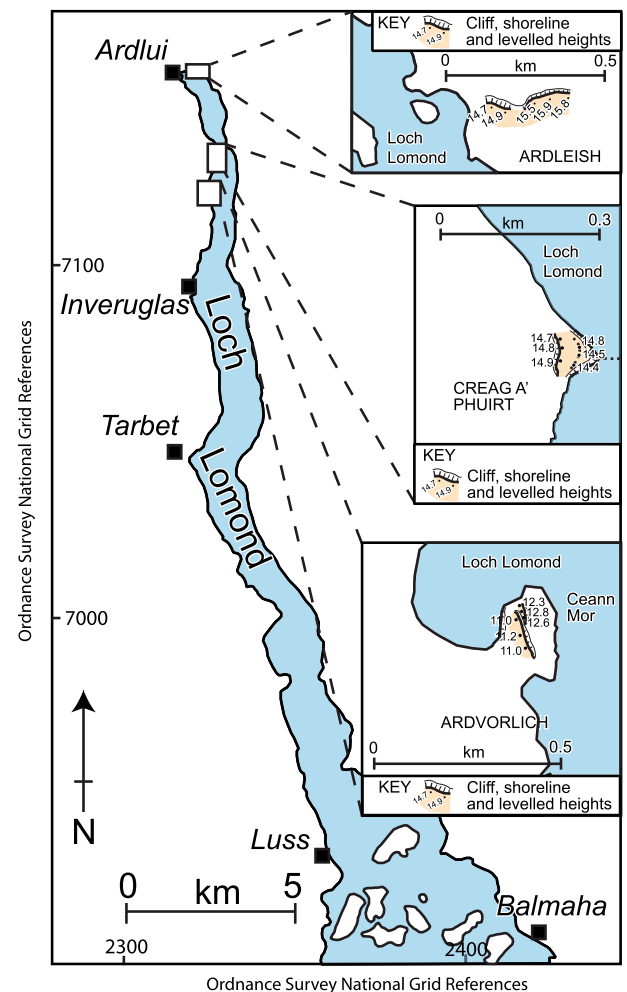 Ardlui
KEY
14.7
14.9
Cliff, shoreline
and levelled heights
0
km
0.5
14.7
14.9
15.5
15.9
15.8
Loch
Lomond
ARDLEISH
0
km
0.3
Loch
Lomond
7100
Inveruglas
14.7
14.8
14.9
14.8
14.5
14.4
CREAG A’
PHUIRT
Loch
Lomond
Tarbet
KEY
14.7
14.9
Cliff, shoreline
and levelled heights
Loch Lomond
Ceann
Mor
12.3
12.8
12.6
11.0
11.2
11.0
7000
Ordnance Survey National Grid References
ARDVORLICH
0
km
0.5
KEY
14.7
14.9
Cliff, shoreline
and levelled heights
N
Luss
0
km
5
Balmaha
2300
2400
Ordnance Survey National Grid References